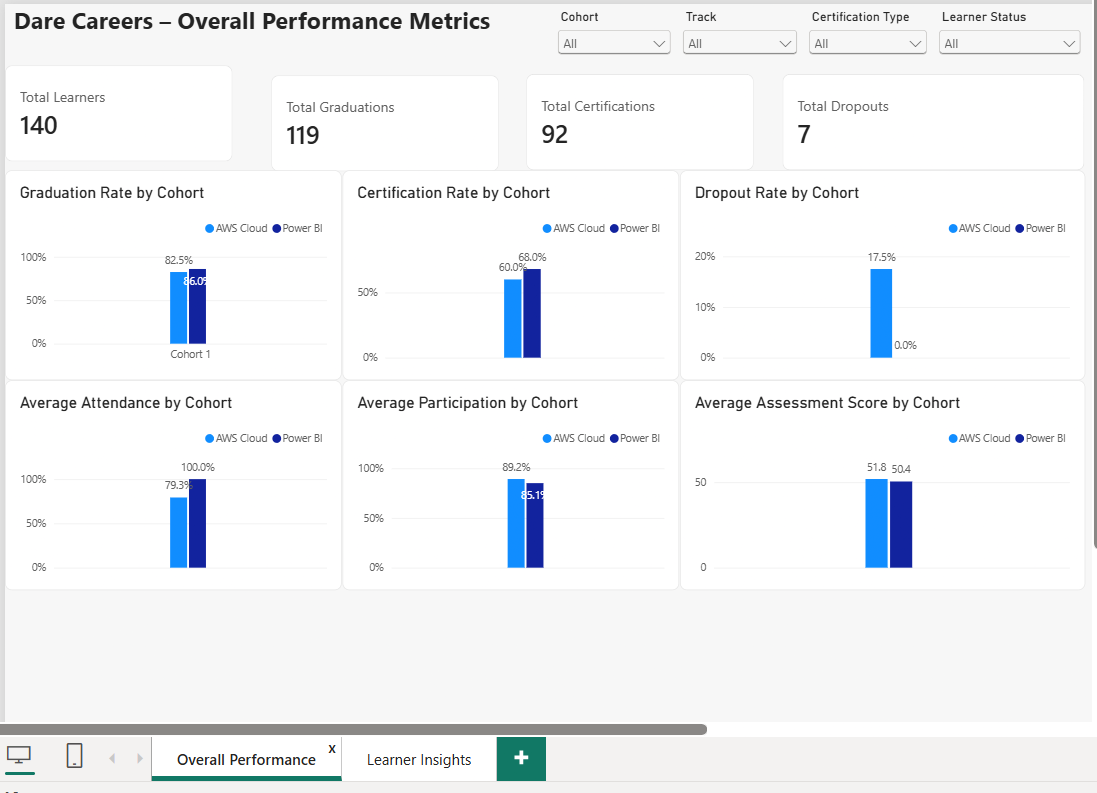 Dare Careers – Overall Performance Metrics
Cohort
All
Track
All
Certification Type
All
Learner Status
All
Total Learners
140
Total Graduations
119
Total Certifications
92
Total Dropouts
7
Graduation Rate by Cohort
AWS Cloud Power BI
100%
50%
0%
82.5%
86.0%
Cohort 1
Certification Rate by Cohort
AWS Cloud Power BI
50%
0%
60.0%
68.0%
Dropout Rate by Cohort
AWS Cloud Power BI
20%
10%
0%
17.5%
0.0%
Average Attendance by Cohort
AWS Cloud Power BI
100%
50%
0%
79.3%
100.0%
Average Participation by Cohort
AWS Cloud Power BI
100%
50%
0%
89.2%
85.1%
Average Assessment Score by Cohort
AWS Cloud Power BI
50
0
51.8
50.4
Overall Performance x
Learner Insights
+